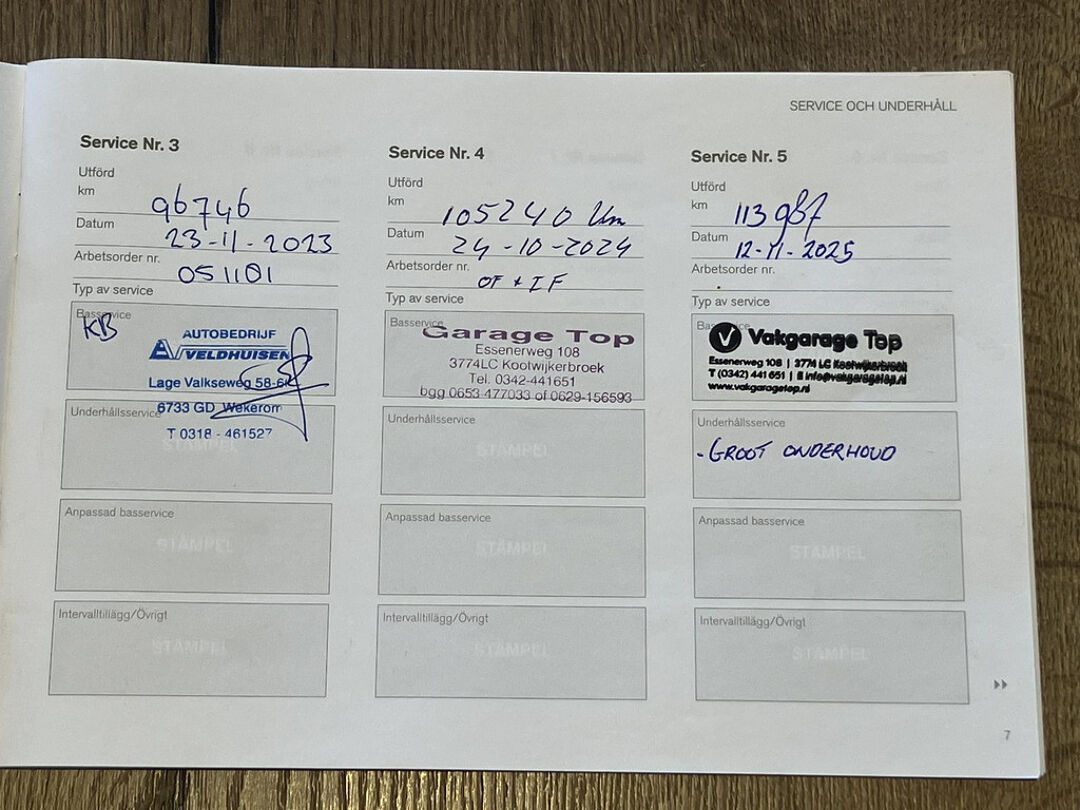 SERVICE OCH UNDERHÅLL
Service Nr. 3
Utförd
km 96746
Datum 23-11-2023
Arbetsorder nr. 051101
Typ av service
Basservice
KB
AUTOBEDRIJF
VELDHUISEN
Lage Valkseweg 58-6
6733 GD Wekerom
T 0318 - 461527
Underhållsservice
STÄMPEL
Anpassad basservice
STÄMPEL
Intervalltillägg/Övrigt
STÄMPEL
Service Nr. 4
Utförd
km 105240 km
Datum 24-10-2024
Arbetsorder nr. OF + IF
Typ av service
Basservice
Garage Top
Essenerweg 108
3774LC Kootwijkerbroek
Tel. 0342-441651
bgg 0653 477033 of 0629-156593
Underhållsservice
STÄMPEL
Anpassad basservice
STÄMPEL
Intervalltillägg/Övrigt
STÄMPEL
Service Nr. 5
Utförd
km 113987
Datum 12-11-2025
Arbetsorder nr.
Typ av service
Basservice
Vakgarage Top
Essenerweg 108 | 3774 LG Kootwijkerbroek
T (0342) 441 651 | E info@vakgaragetop.nl
www.vakgaragetop.nl
Underhållsservice
- GROOT ONDERHOUD
Anpassad basservice
STÄMPEL
Intervalltillägg/Övrigt
STÄMPEL
7